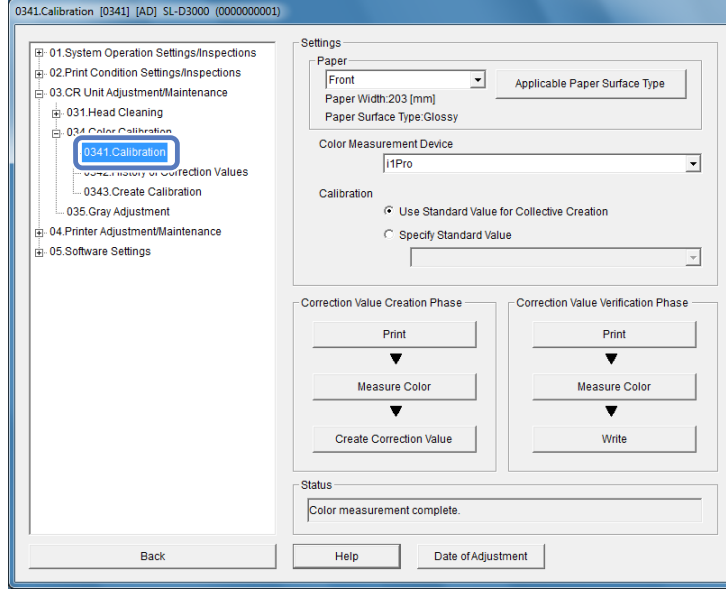 0341.Calibration [0341] [AD] SL-D3000 (0000000001)
01.System Operation Settings/Inspections
02.Print Condition Settings/Inspections
03.CR Unit Adjustment/Maintenance
031.Head Cleaning
034.Color Calibration
0341.Calibration
0342.History of Correction Values
0343.Create Calibration
035.Gray Adjustment
04.Printer Adjustment/Maintenance
05.Software Settings
Back
Settings
Paper
Front
Applicable Paper Surface Type
Paper Width:203 [mm]
Paper Surface Type:Glossy
Color Measurement Device
i1Pro
Calibration
Use Standard Value for Collective Creation
Specify Standard Value
Correction Value Creation Phase
Print
Measure Color
Create Correction Value
Correction Value Verification Phase
Print
Measure Color
Write
Status
Color measurement complete.
Help
Date of Adjustment